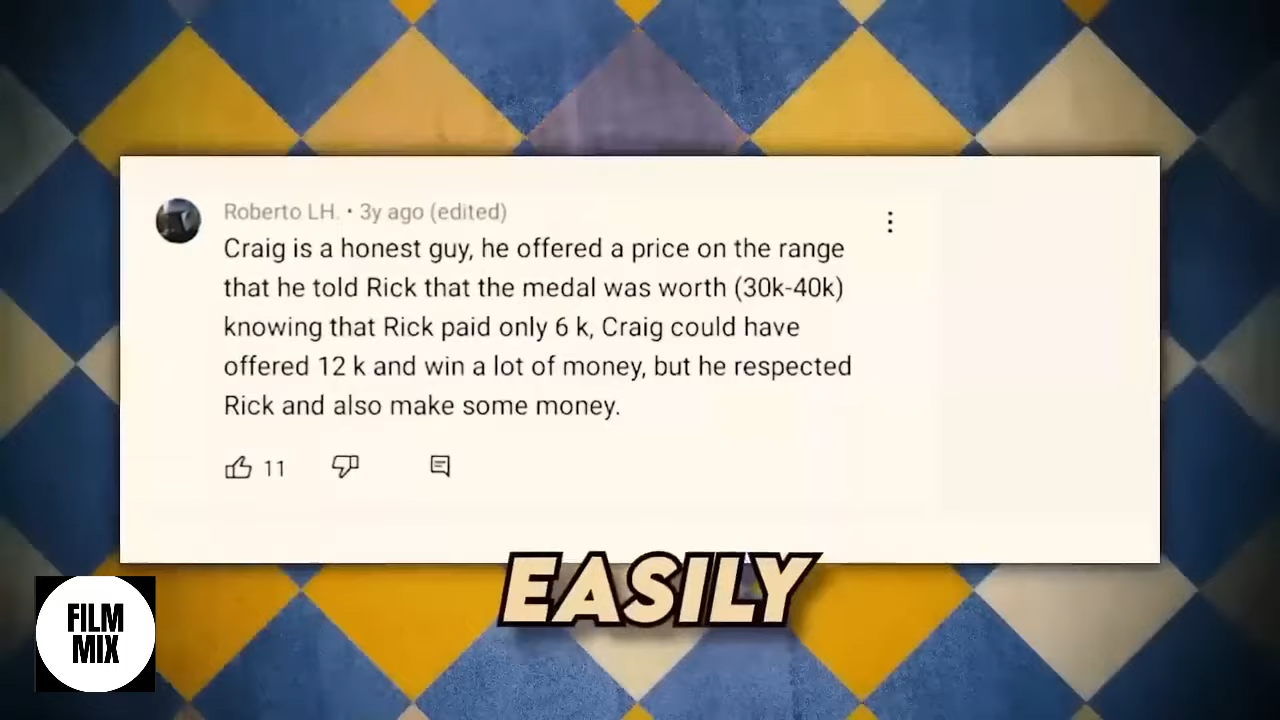 Roberto LH. • 3y ago (edited)
Craig is a honest guy, he offered a price on the range
that he told Rick that the medal was worth (30k-40k)
knowing that Rick paid only 6 k, Craig could have
offered 12 k and win a lot of money, but he respected
Rick and also make some money.
11
EASILY
FILM
MIX